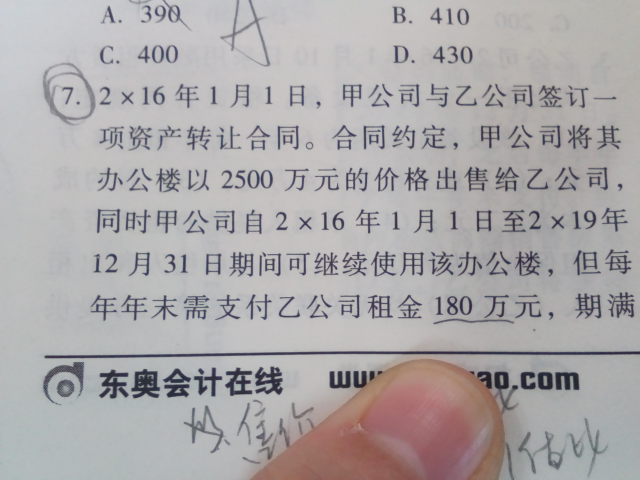 A. 390 B. 410
A
C. 400 D. 430
7. 2×16年1月1日，甲公司与乙公司签订一
项资产转让合同。合同约定，甲公司将其
办公楼以2500万元的价格出售给乙公司，
同时甲公司自2×16年1月1日至2×19年
12月31日期间可继续使用该办公楼，但每
年年末需支付乙公司租金180万元，期满
东奥会计在线 ao.com